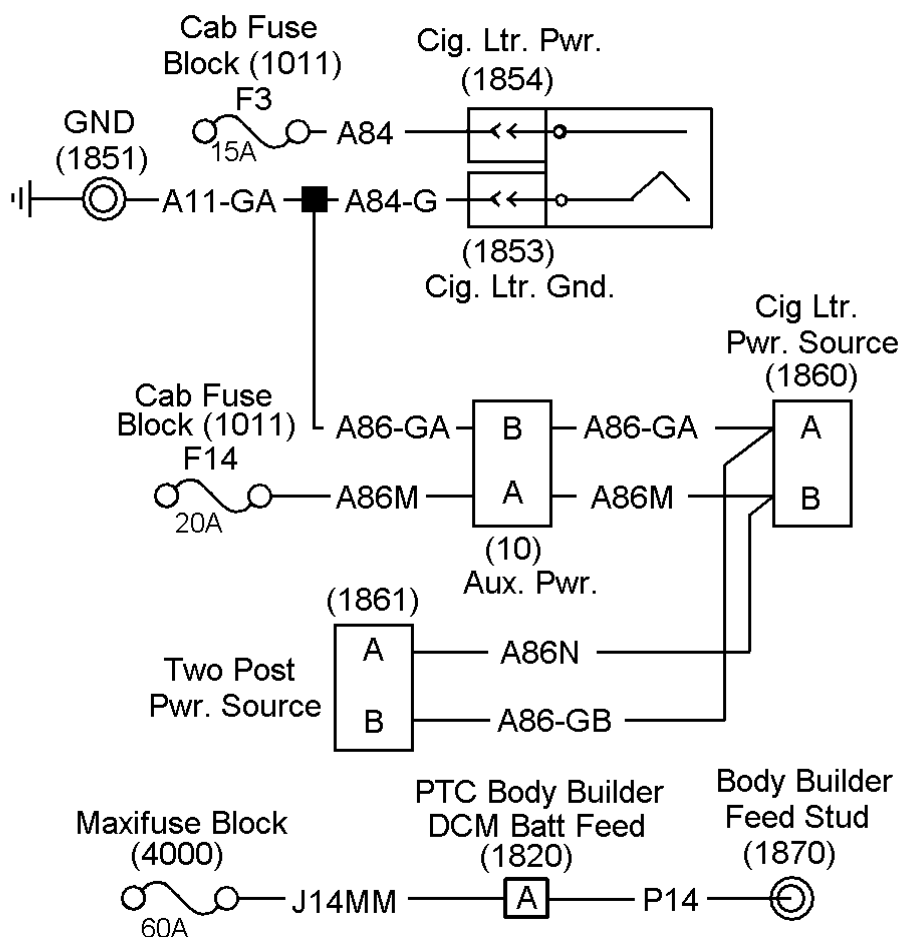 Cab Fuse
Block (1011)
F3
15A
A84
Cig. Ltr. Pwr.
(1854)
GND
(1851)
A11-GA
A84-G
(1853)
Cig. Ltr. Gnd.
Cig Ltr.
Pwr. Source
(1860)
A
B
Cab Fuse
Block (1011)
F14
20A
A86-GA
B
A86-GA
A86M
A
A86M
(10)
Aux. Pwr.
(1861)
A
A86N
Two Post
Pwr. Source
B
A86-GB
Maxifuse Block
(4000)
60A
J14MM
PTC Body Builder
DCM Batt Feed
(1820)
A
P14
Body Builder
Feed Stud
(1870)